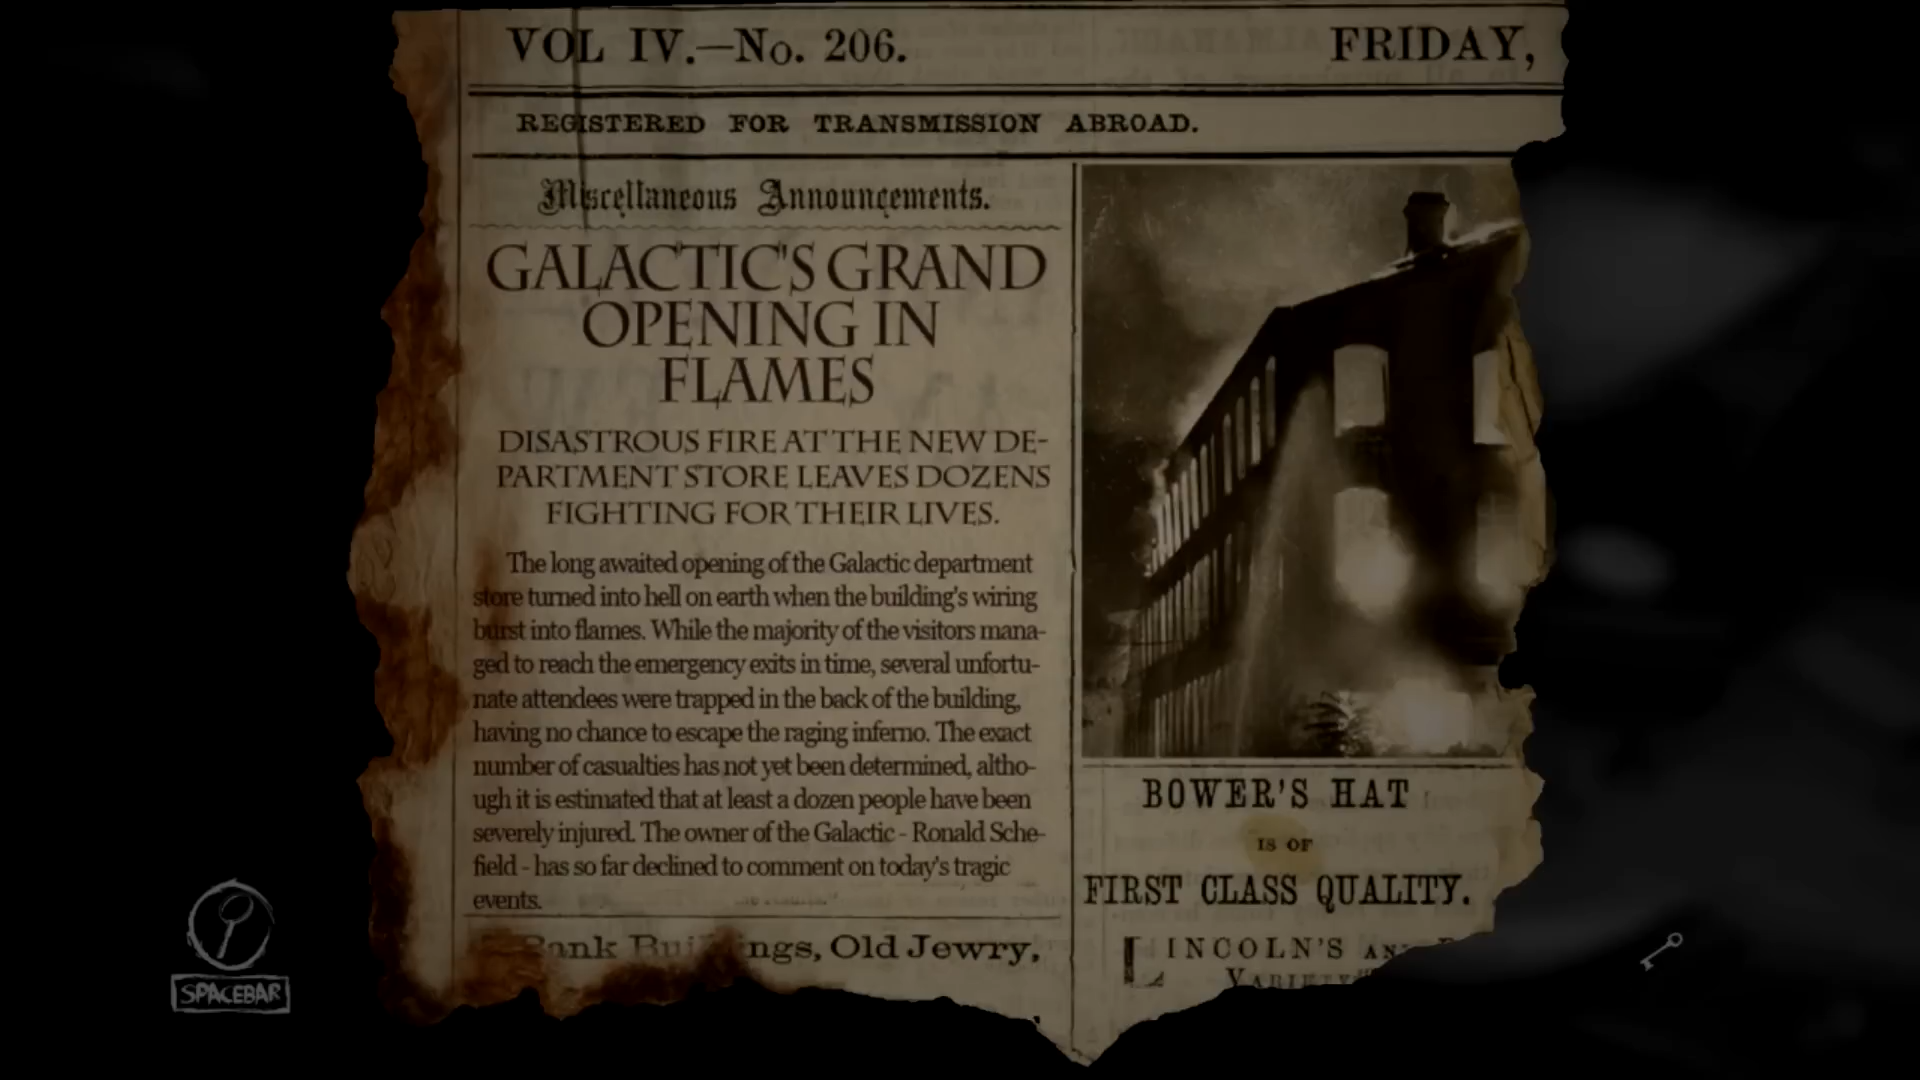 VOL IV.—No. 206.
FRIDAY,
REGISTERED FOR TRANSMISSION ABROAD.
Miscellaneous Announcements.
GALACTIC'S GRAND
OPENING IN
FLAMES
DISASTROUS FIRE AT THE NEW DE-
PARTMENT STORE LEAVES DOZENS
FIGHTING FOR THEIR LIVES.
The long awaited opening of the Galactic department
store turned into hell on earth when the building's wiring
burst into flames. While the majority of the visitors mana-
ged to reach the emergency exits in time, several unfortu-
nate attendees were trapped in the back of the building,
having no chance to escape the raging inferno. The exact
number of casualties has not yet been determined, altho-
ugh it is estimated that at least a dozen people have been
severely injured. The owner of the Galactic - Ronald Sche-
field - has so far declined to comment on today's tragic
events.
Old Jewry,
BOWER'S HAT
IS OF
FIRST CLASS QUALITY.
LINCOLN'S
SPACEBAR